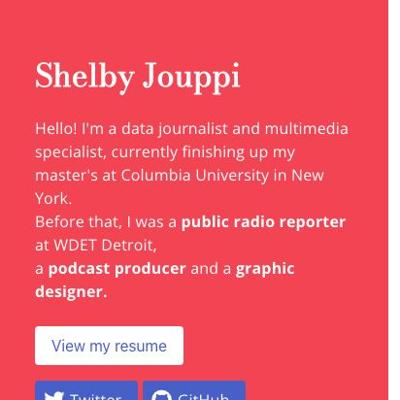 Shelby Jouppi
Hello! I'm a data journalist and multimedia
specialist, currently finishing up my
master's at Columbia University in New
York.
Before that, I was a public radio reporter
at WDET Detroit,
a podcast producer and a graphic
designer.
View my resume
Twitter GitHub